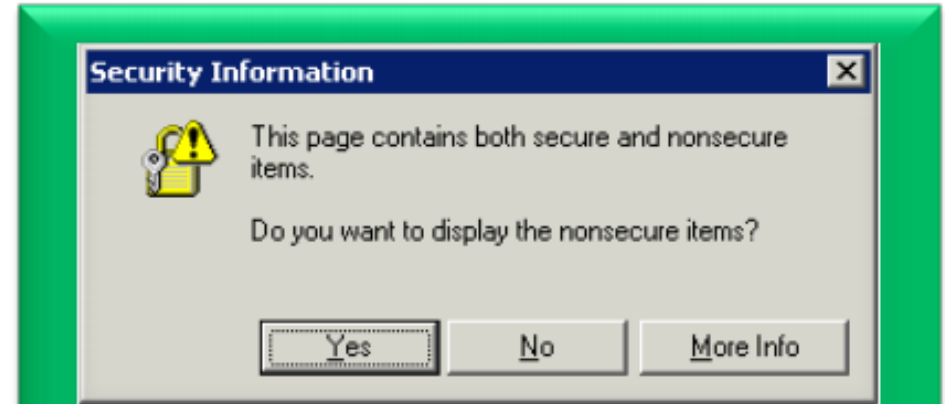 Security Information
This page contains both secure and nonsecure
items.
Do you want to display the nonsecure items?
Yes
No
More Info